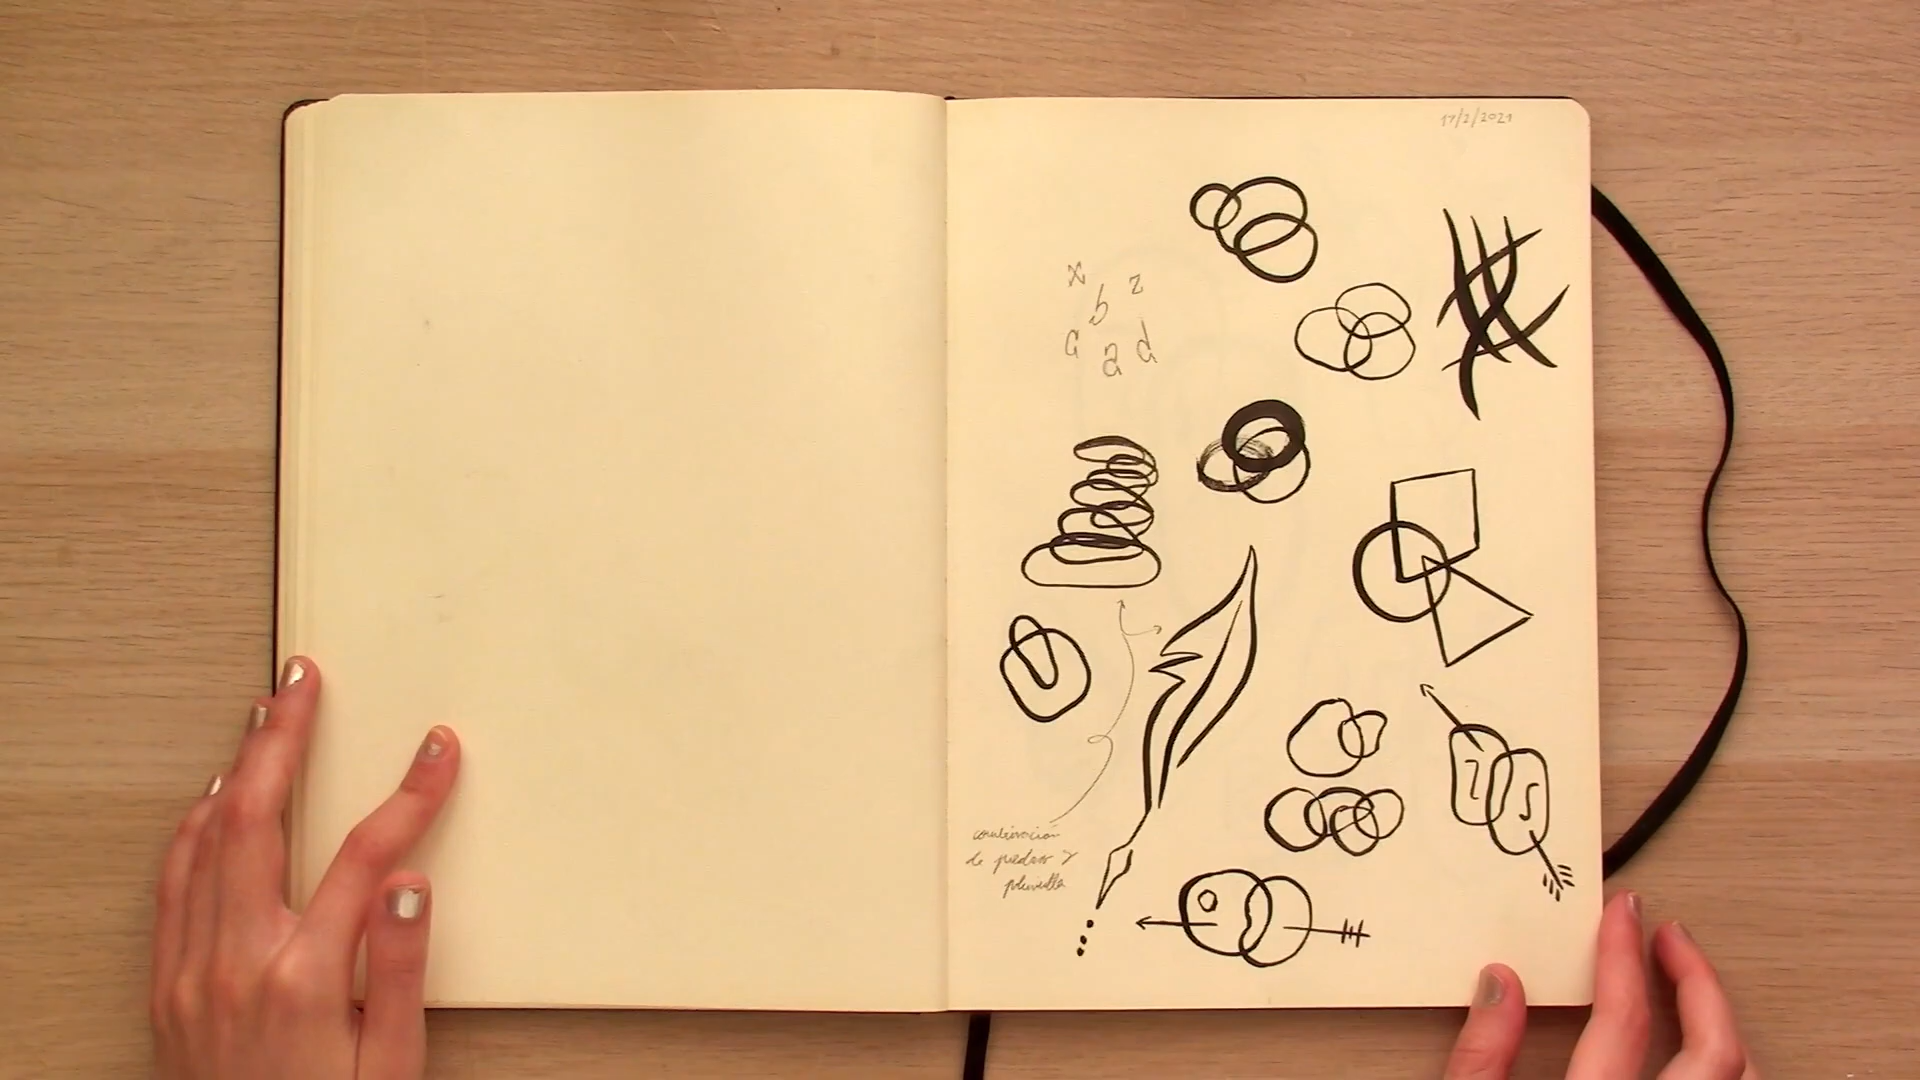 17/2/2021
x
z
b
a
a
d
combinación
de piedras y
plumilla